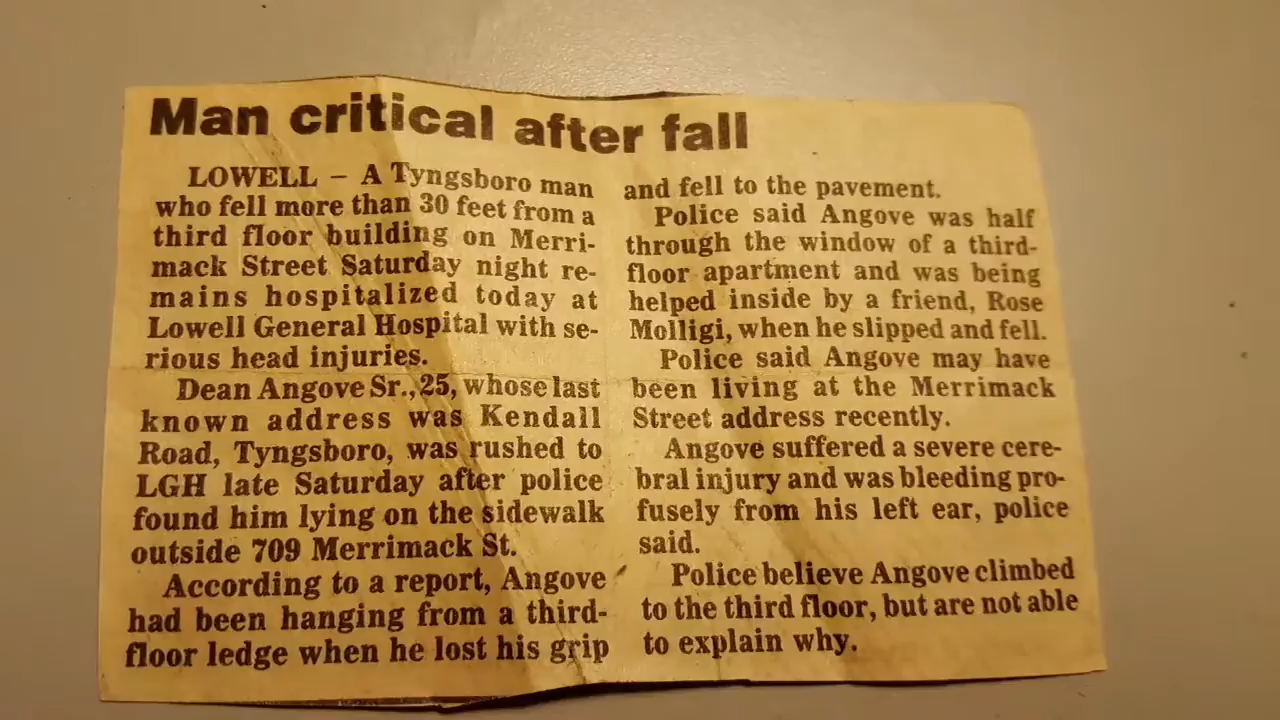 Man critical after fall
LOWELL – A Tyngsboro man
who fell more than 30 feet from a
third floor building on Merri-
mack Street Saturday night re-
mains hospitalized today at
Lowell General Hospital with se-
rious head injuries.
Dean Angove Sr., 25, whose last
known address was Kendall
Road, Tyngsboro, was rushed to
LGH late Saturday after police
found him lying on the sidewalk
outside 709 Merrimack St.
According to a report, Angove
had been hanging from a third-
floor ledge when he lost his grip
and fell to the pavement.
Police said Angove was half
through the window of a third-
floor apartment and was being
helped inside by a friend, Rose
Molligi, when he slipped and fell.
Police said Angove may have
been living at the Merrimack
Street address recently.
Angove suffered a severe cere-
bral injury and was bleeding pro-
fusely from his left ear, police
said.
Police believe Angove climbed
to the third floor, but are not able
to explain why.